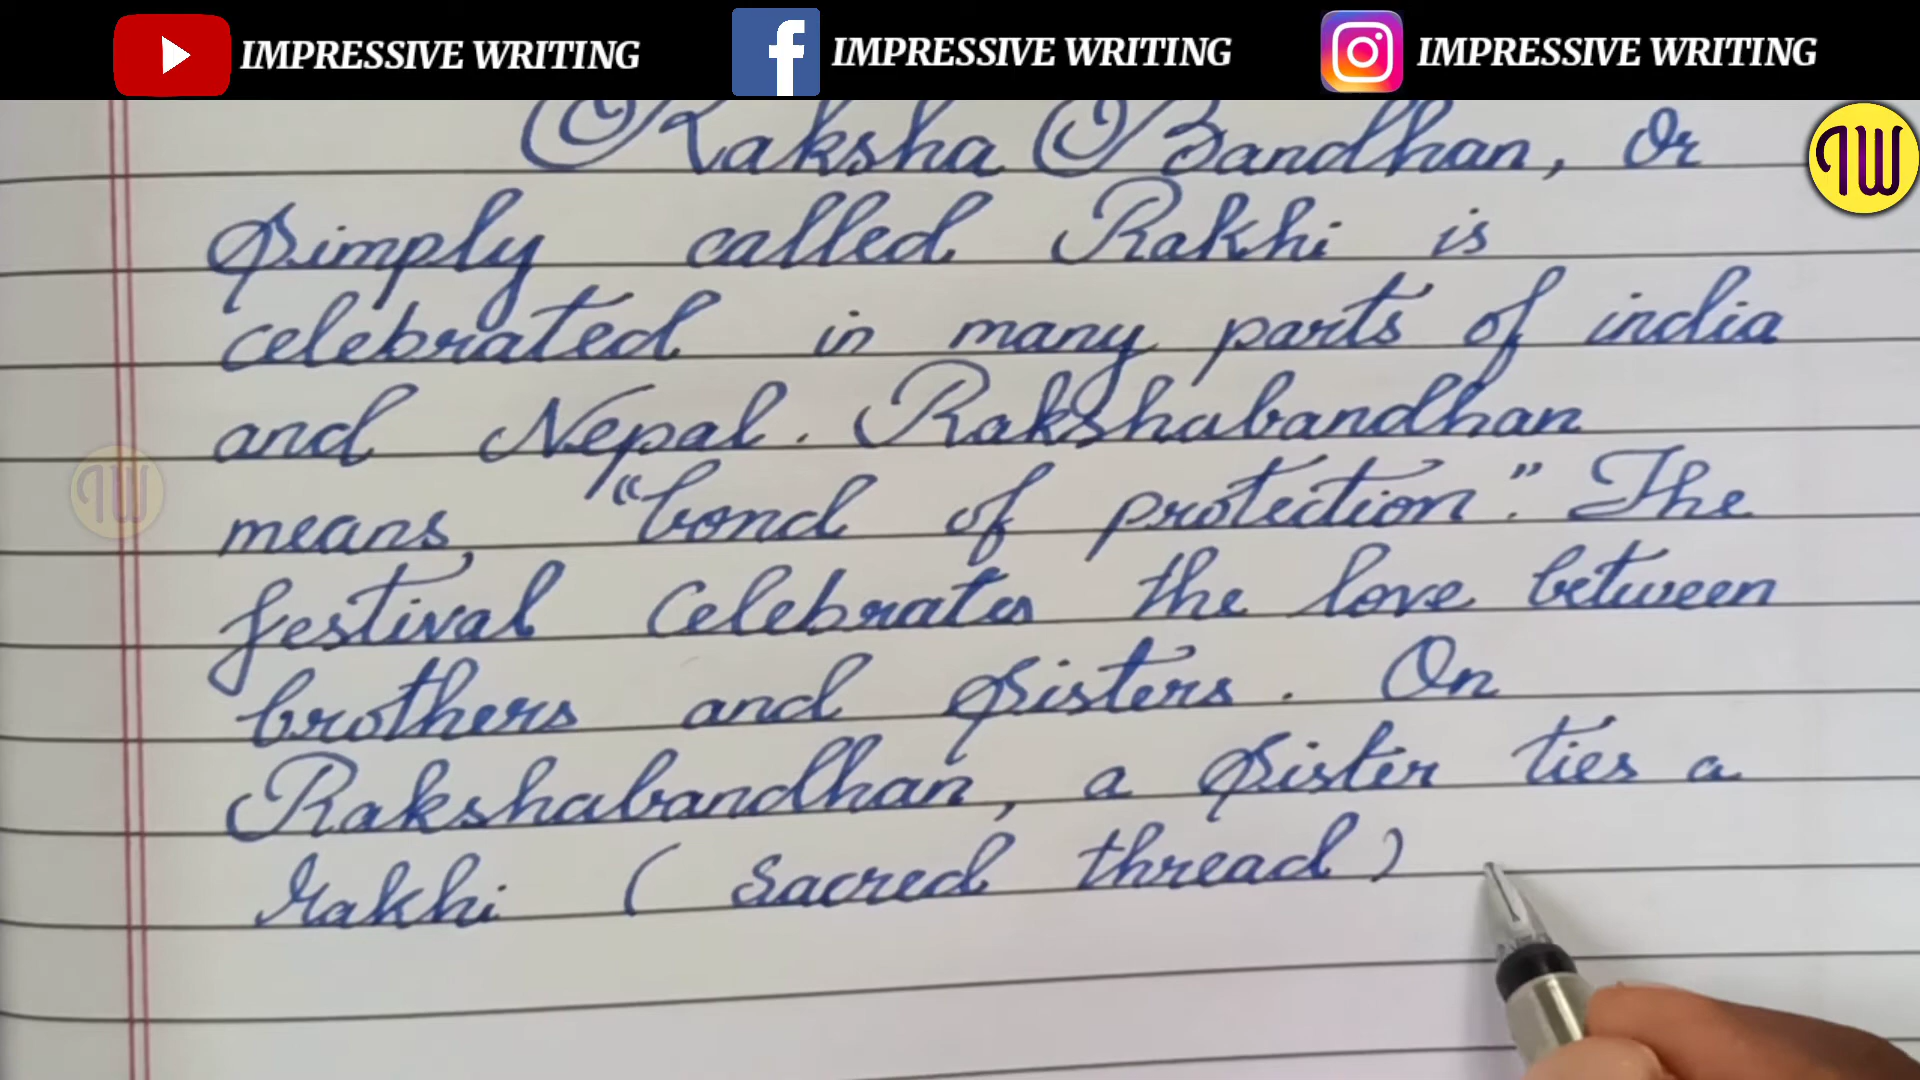 IMPRESSIVE WRITING IMPRESSIVE WRITING IMPRESSIVE WRITING
IW
Raksha Bandhan, Or
Simply called Rakhi is
celebrated in many parts of india
and Nepal. Rakshabandhan
means, "bond of protection". The
IW
festival Celebrates the love between
brothers and Sisters. On
Rakshabandhan, a Sister ties a
rakhi (Sacred thread)